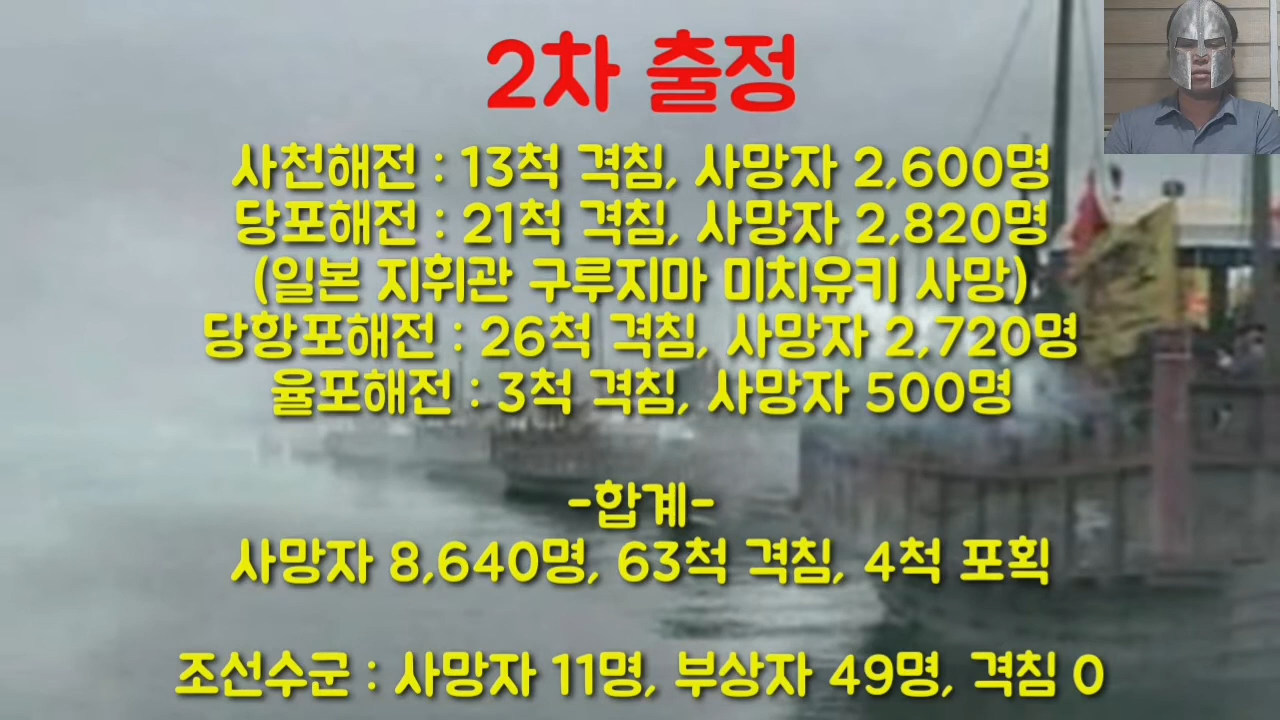 2차 출정
사천해전 : 13척 격침, 사망자 2,600명
당포해전 : 21척 격침, 사망자 2,820명
(일본 지휘관 구루지마 미치유키 사망)
당항포해전 : 26척 격침, 사망자 2,720명
율포해전 : 3척 격침, 사망자 500명
-합계-
사망자 8,640명, 63척 격침, 4척 포획
조선수군 : 사망자 11명, 부상자 49명, 격침 0